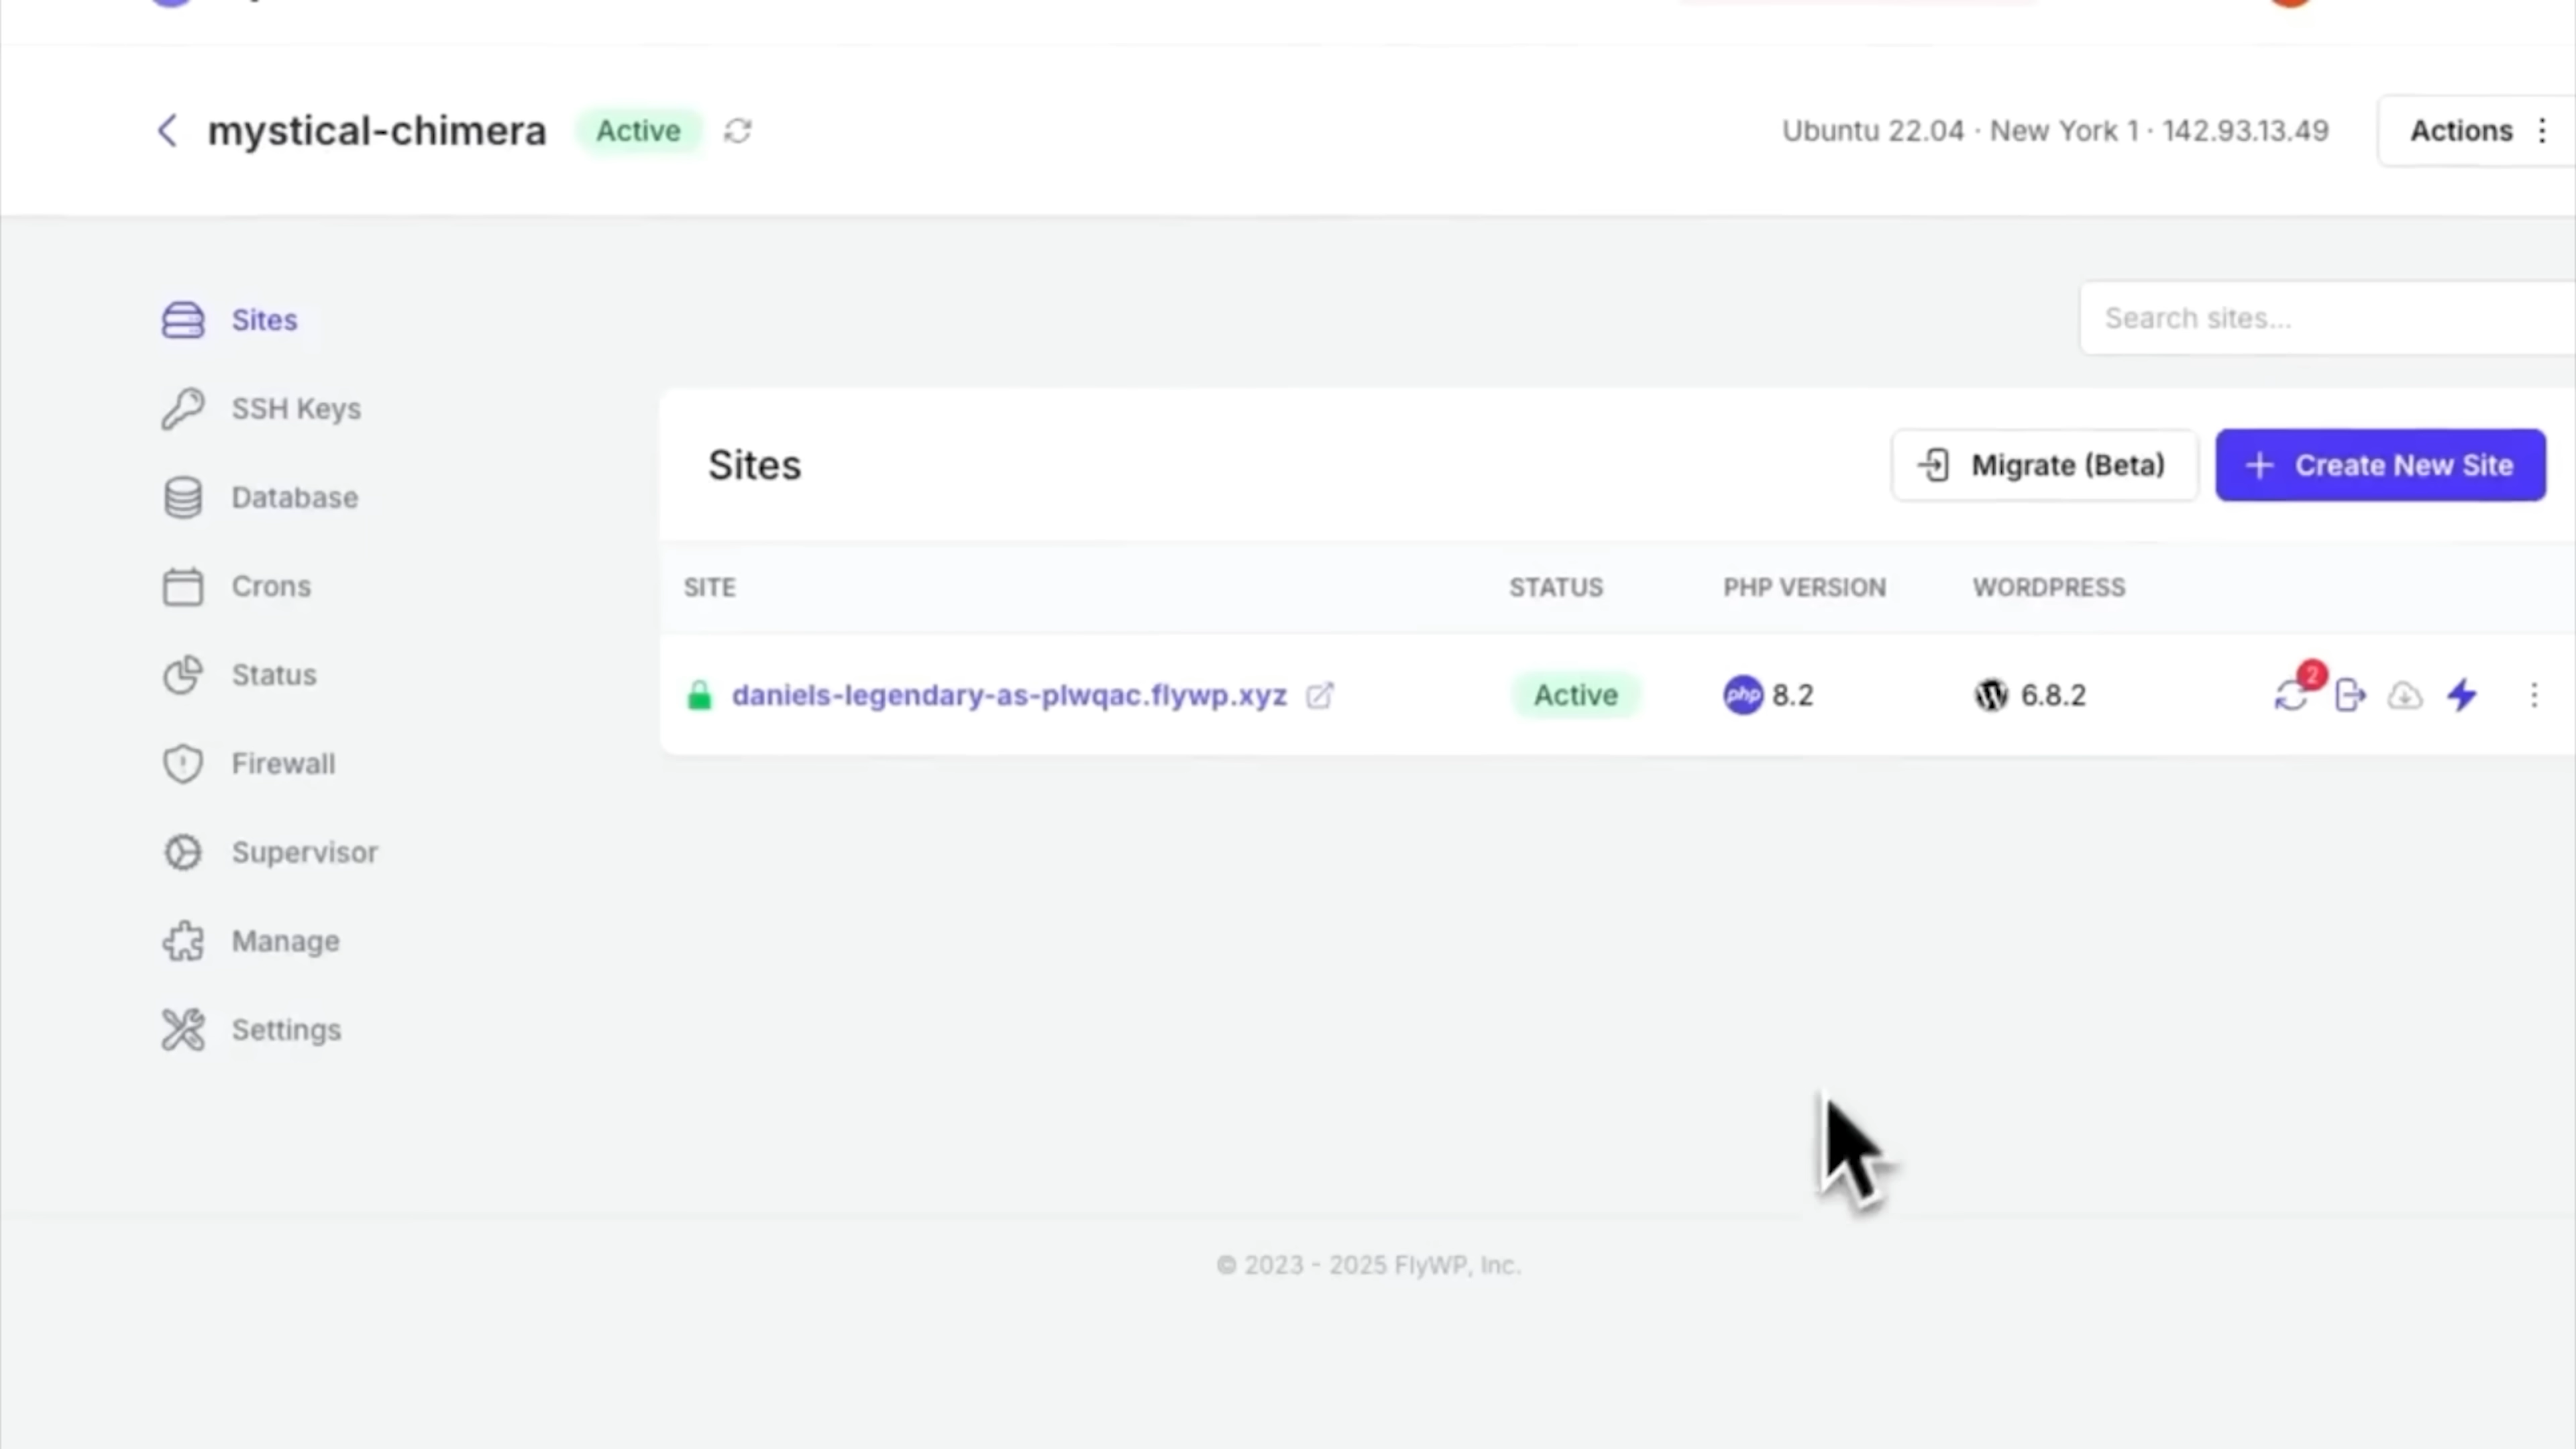 mystical-chimera Active Ubuntu 22.04 · New York 1 · 142.93.13.49 Actions
Search sites...
Sites
SSH Keys
Database
Crons
Status
Firewall
Supervisor
Manage
Settings
Sites Migrate (Beta) Create New Site
SITE STATUS PHP VERSION WORDPRESS
daniels-legendary-as-plwqac.flywp.xyz Active php 8.2 6.8.2 2
© 2023 - 2025 FlyWP, Inc.